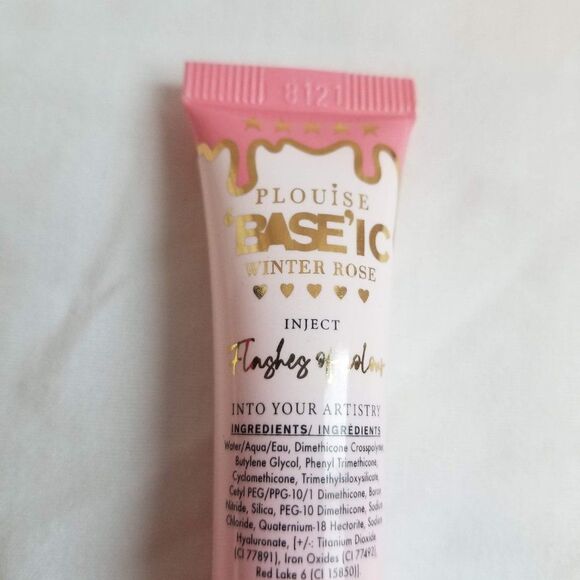 8121
PLOUiSE
'BASE'IC
WINTER ROSE
INJECT
Flashes of colour
INTO YOUR ARTISTRY
INGREDIENTS/ INGRÉDIENTS
Water/Aqua/Eau, Dimethicone Crosspolymer,
Butylene Glycol, Phenyl Trimethicone,
Cyclomethicone, Trimethylsiloxysilicate,
Cetyl PEG/PPG-10/1 Dimethicone, Boron
Nitride, Silica, PEG-10 Dimethicone, Sodium
Chloride, Quaternium-18 Hectorite, Sodium
Hyaluronate, [+/-: Titanium Dioxide
(CI 77891), Iron Oxides (CI 77492),
Red Lake 6 (CI 15850)].